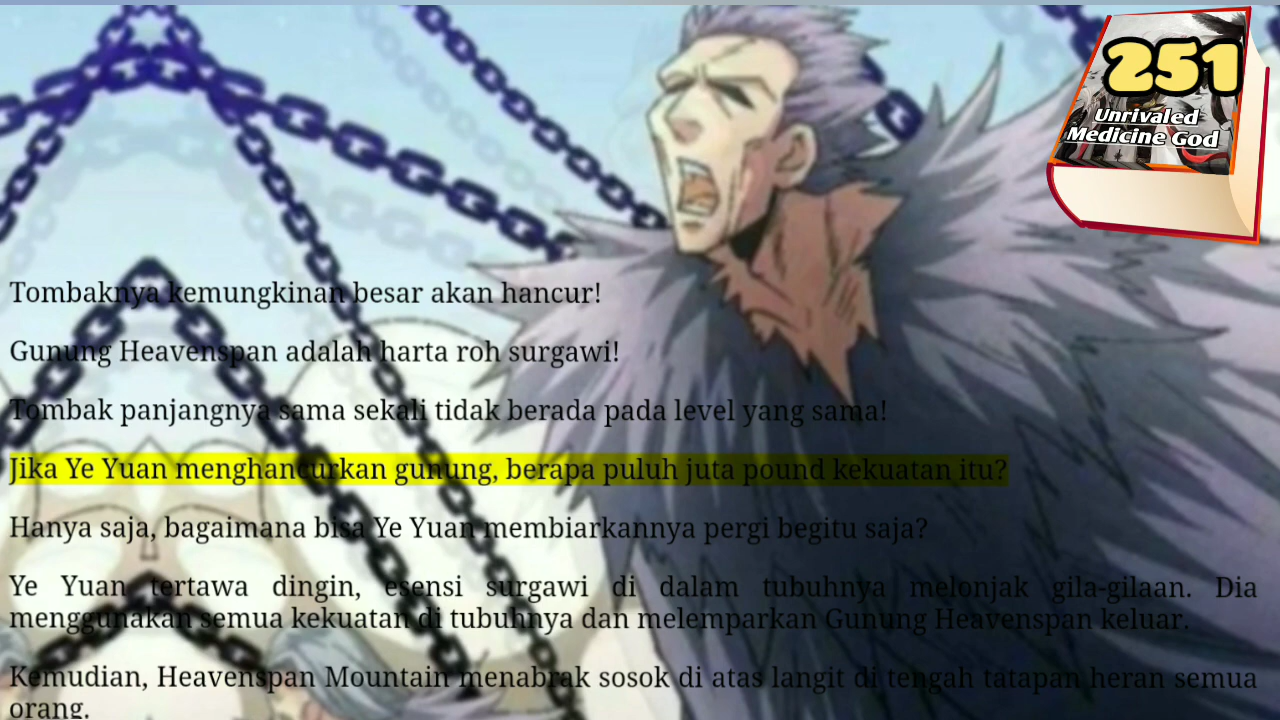 251
Unrivaled
Medicine God
Tombaknya kemungkinan besar akan hancur!
Gunung Heavenspan adalah harta roh surgawi!
Tombak panjangnya sama sekali tidak berada pada level yang sama!
Jika Ye Yuan menghancurkan gunung, berapa puluh juta pound kekuatan itu?
Hanya saja, bagaimana bisa Ye Yuan membiarkannya pergi begitu saja?
Ye Yuan tertawa dingin, esensi surgawi di dalam tubuhnya melonjak gila-gilaan. Dia
menggunakan semua kekuatan di tubuhnya dan melemparkan Gunung Heavenspan keluar.
Kemudian, Heavenspan Mountain menabrak sosok di atas langit di tengah tatapan heran semua
orang.